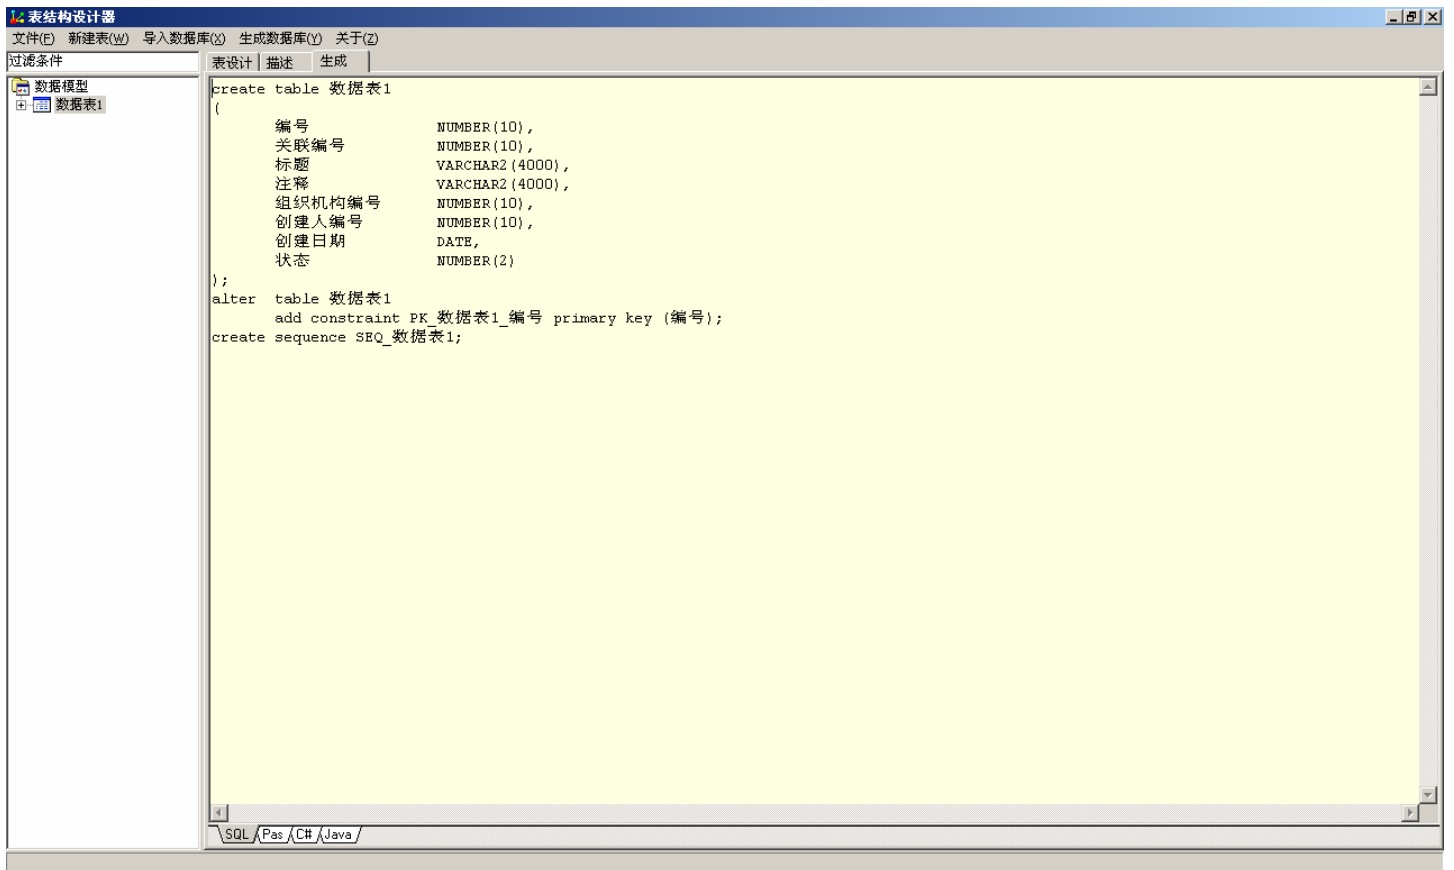 表结构设计器
文件(F) 新建表(W) 导入数据库(X) 生成数据库(Y) 关于(Z)
过滤条件
表设计 描述 生成
数据模型
数据表1
create table 数据表1
(
编号 NUMBER(10),
关联编号 NUMBER(10),
标题 VARCHAR2(4000),
注释 VARCHAR2(4000),
组织机构编号 NUMBER(10),
创建人编号 NUMBER(10),
创建日期 DATE,
状态 NUMBER(2)
);
alter table 数据表1
add constraint PK_数据表1_编号 primary key (编号);
create sequence SEQ_数据表1;
SQL Pas C# Java